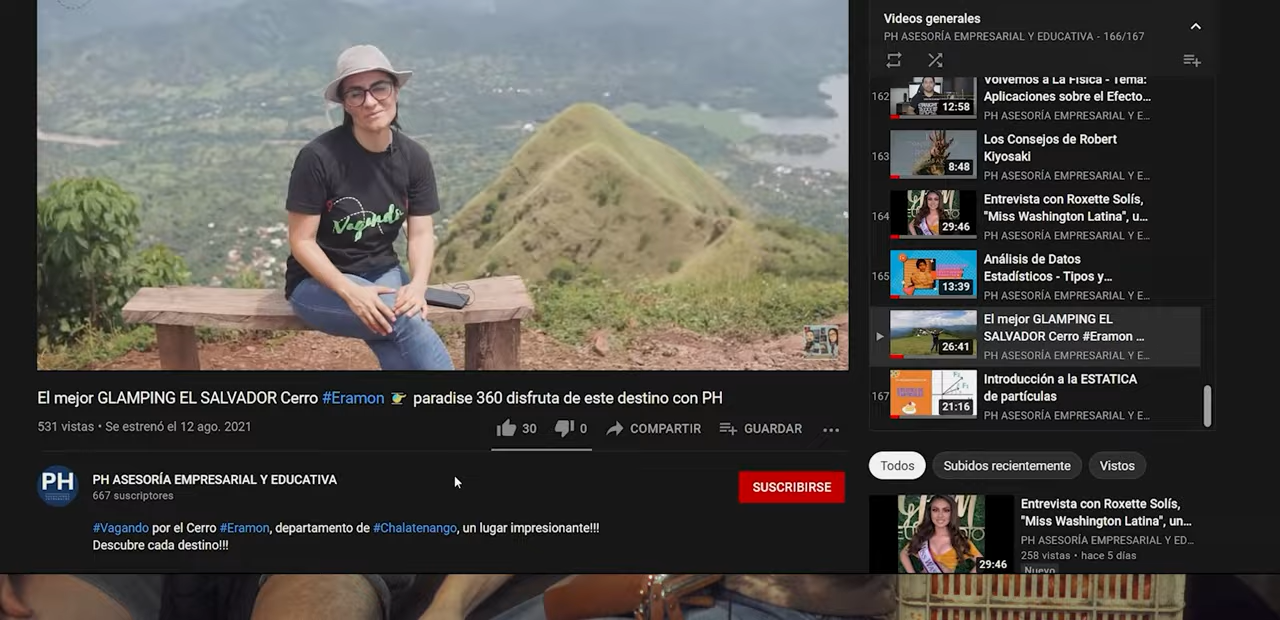 Vagando
El mejor GLAMPING EL SALVADOR Cerro #Eramon paradise 360 disfruta de este destino con PH
531 vistas • Se estrenó el 12 ago. 2021
30
0
COMPARTIR
GUARDAR
PH
PH ASESORÍA EMPRESARIAL Y EDUCATIVA
667 suscriptores
SUSCRIBIRSE
#Vagando por el Cerro #Eramon, departamento de #Chalatenango, un lugar impresionante!!!
Descubre cada destino!!!
Videos generales
PH ASESORÍA EMPRESARIAL Y EDUCATIVA - 166/167
162
12:58
Volvemos a La Física - Tema:
Aplicaciones sobre el Efecto...
PH ASESORÍA EMPRESARIAL Y E...
163
8:48
Los Consejos de Robert
Kiyosaki
PH ASESORÍA EMPRESARIAL Y E...
164
29:46
Entrevista con Roxette Solís,
"Miss Washington Latina", u...
PH ASESORÍA EMPRESARIAL Y E...
165
13:39
Análisis de Datos
Estadísticos - Tipos y...
PH ASESORÍA EMPRESARIAL Y E...
26:41
El mejor GLAMPING EL
SALVADOR Cerro #Eramon ...
PH ASESORÍA EMPRESARIAL Y E...
167
21:16
Introducción a la ESTATICA
de partículas
PH ASESORÍA EMPRESARIAL Y E...
Todos
Subidos recientemente
Vistos
29:46
Entrevista con Roxette Solís,
"Miss Washington Latina", un...
PH ASESORÍA EMPRESARIAL Y ED...
258 vistas • hace 5 días
Nuevo